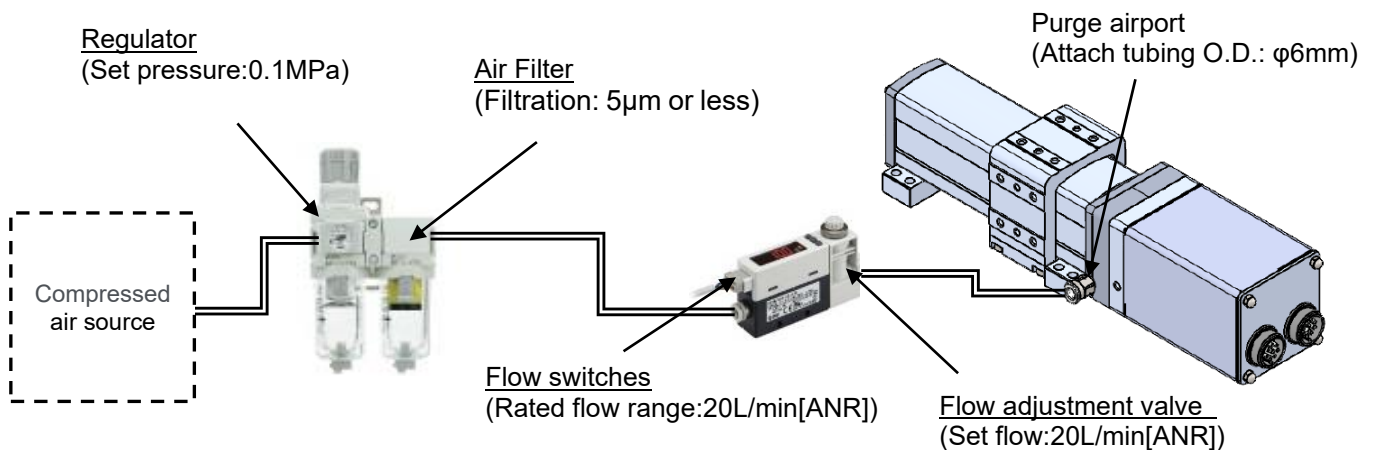 Regulator
(Set pressure:0.1MPa)
Air Filter
(Filtration: 5μm or less)
Purge airport
(Attach tubing O.D.: φ6mm)
Compressed
air source
Flow switches
(Rated flow range:20L/min[ANR])
Flow adjustment valve
(Set flow:20L/min[ANR])